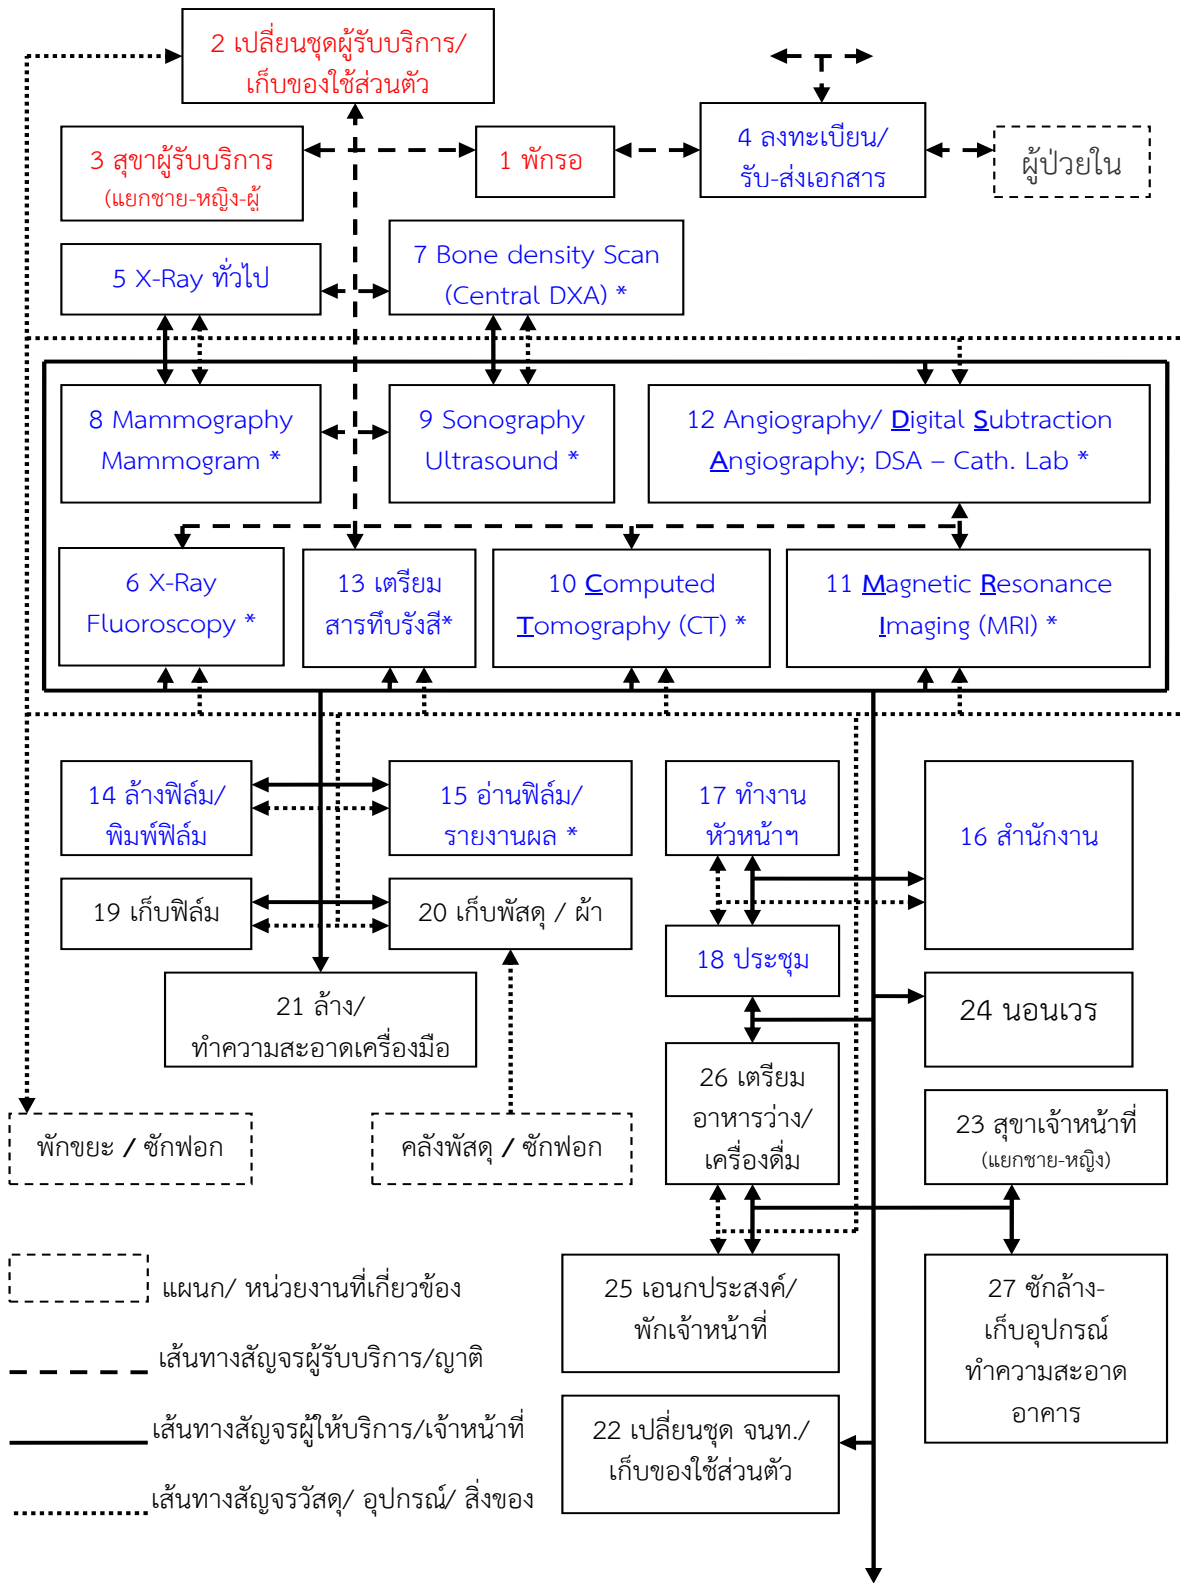 2 เปลี่ยนชุดผู้รับบริการ/
เก็บของใช้ส่วนตัว
3 สุขาผู้รับบริการ
(แยกชาย-หญิง-ผู้
1 พักรอ
4 ลงทะเบียน/
รับ-ส่งเอกสาร
ผู้ป่วยใน
5 X-Ray ทั่วไป
7 Bone density Scan
(Central DXA) *
8 Mammography
Mammogram *
9 Sonography
Ultrasound *
12 Angiography/ Digital Subtraction
Angiography; DSA – Cath. Lab *
6 X-Ray
Fluoroscopy *
13 เตรียม
สารทึบรังสี*
10 Computed
Tomography (CT) *
11 Magnetic Resonance
Imaging (MRI) *
14 ล้างฟิล์ม/
พิมพ์ฟิล์ม
15 อ่านฟิล์ม/
รายงานผล *
17 ทำงาน
หัวหน้าฯ
16 สำนักงาน
19 เก็บฟิล์ม
20 เก็บพัสดุ / ผ้า
18 ประชุม
21 ล้าง/
ทำความสะอาดเครื่องมือ
24 นอนเวร
26 เตรียม
อาหารว่าง/
เครื่องดื่ม
23 สุขาเจ้าหน้าที่
(แยกชาย-หญิง)
พักขยะ / ซักฟอก
คลังพัสดุ / ซักฟอก
25 เอนกประสงค์/
พักเจ้าหน้าที่
27 ซักล้าง-
เก็บอุปกรณ์
ทำความสะอาด
อาคาร
22 เปลี่ยนชุด จนท./
เก็บของใช้ส่วนตัว
แผนก/ หน่วยงานที่เกี่ยวข้อง
เส้นทางสัญจรผู้รับบริการ/ญาติ
เส้นทางสัญจรผู้ให้บริการ/เจ้าหน้าที่
เส้นทางสัญจรวัสดุ/ อุปกรณ์/ สิ่งของ